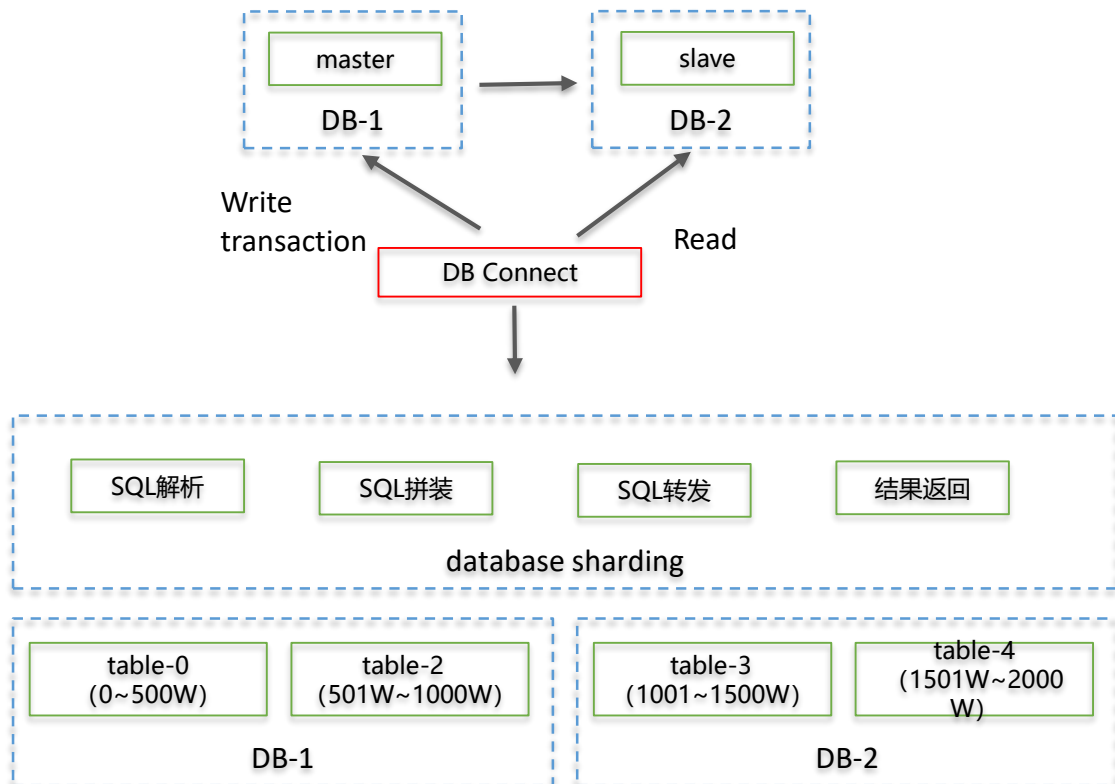 master
slave
DB-1
DB-2
Write
transaction
Read
DB Connect
SQL解析
SQL拼装
SQL转发
结果返回
database sharding
table-0
(0~500W)
table-2
(501W~1000W)
table-3
(1001~1500W)
table-4
(1501W~2000
W)
DB-1
DB-2